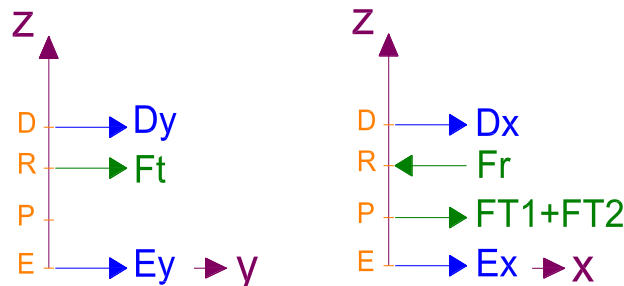 z
D Dy
R Ft
P
E Ey y
z
D Dx
R Fr
P FT1+FT2
E Ex x